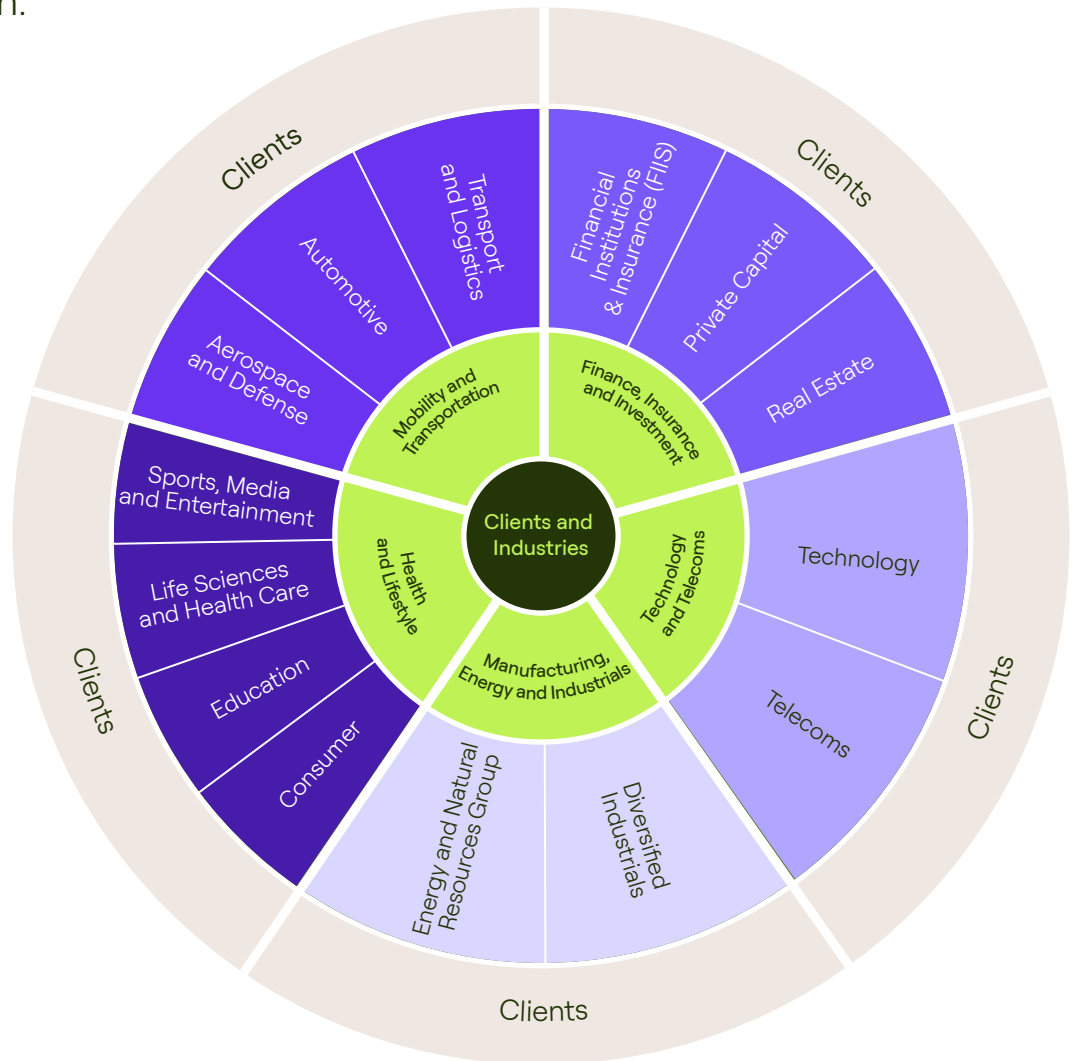 n.
Clients
Clients
Transport
and Logistics
Automotive
Aerospace
and Defense
Financial
Institutions
& Insurance (FIIS)
Private Capital
Real Estate
Mobility and
Transportation
Finance, Insurance
and Investment
Clients and
Industries
Sports, Media
and Entertainment
Life Sciences
and Health Care
Education
Consumer
Health
and Lifestyle
Technology
and Telecoms
Technology
Telecoms
Manufacturing,
Energy and Industrials
Energy and Natural
Resources Group
Diversified
Industrials
Clients
Clients
Clients